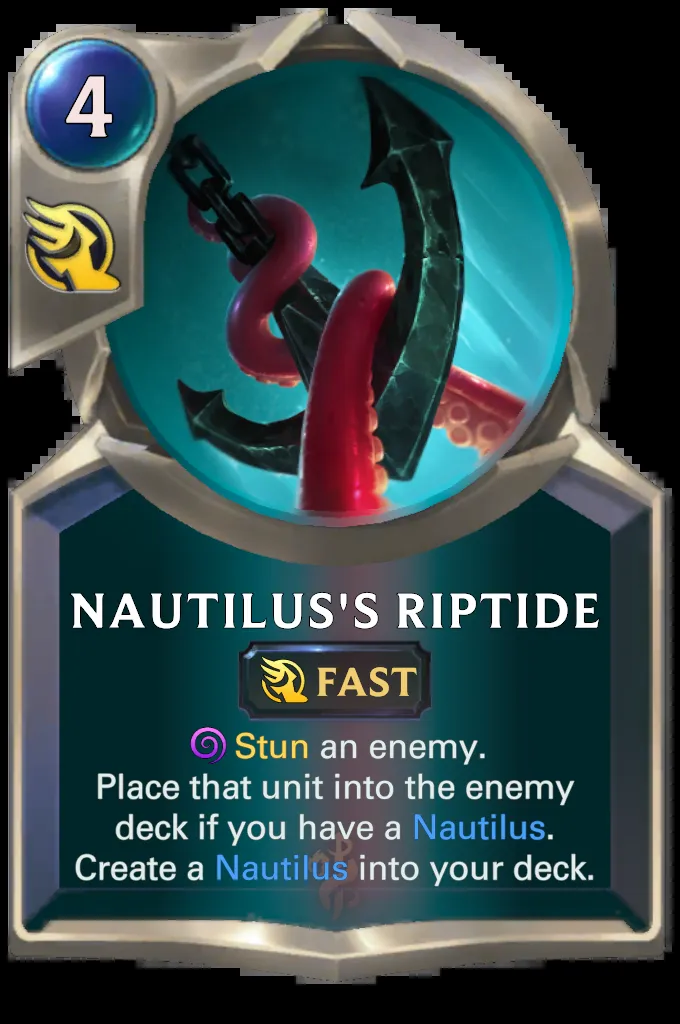 4
NAUTILUS'S RIPTIDE
FAST
Stun an enemy.
Place that unit into the enemy
deck if you have a Nautilus.
Create a Nautilus into your deck.